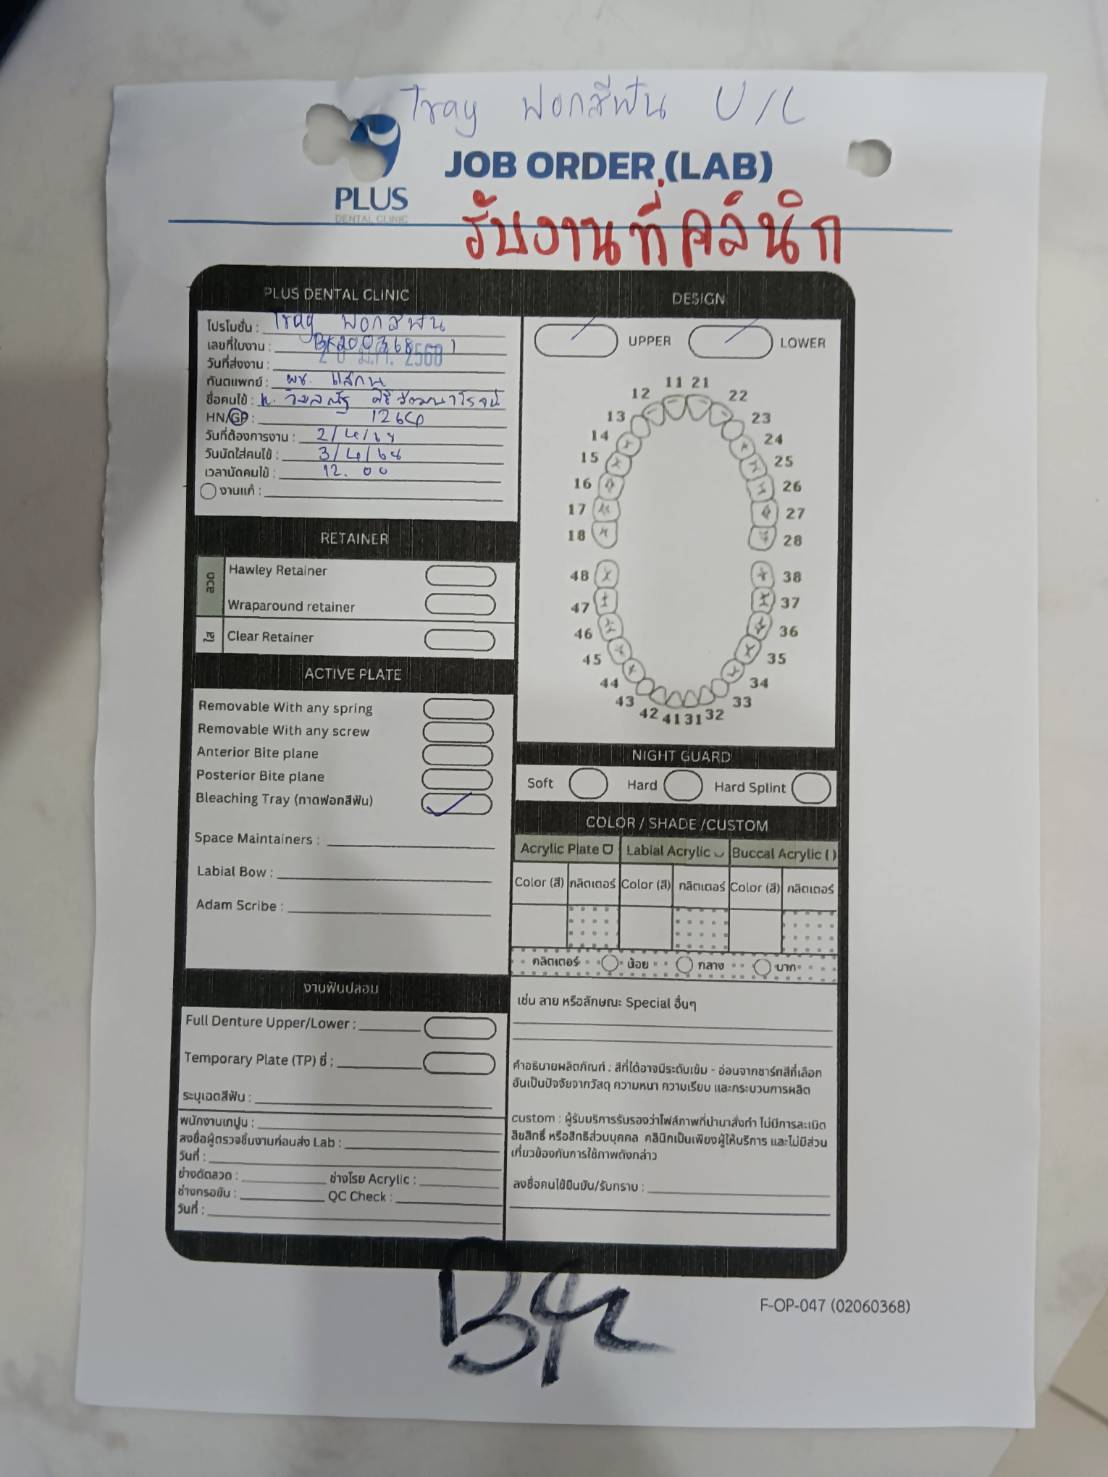 Tray ฟอกสีฟัน U/L
JOB ORDER (LAB)
PLUS
DENTAL CLINIC
รับงานที่คลินิก
PLUS DENTAL CLINIC
โปรโมชั่น : Tray ฟอกสีฟัน
เลขที่ใบงาน :
วันที่ส่งงาน : 2568
ทันตแพทย์ :
ชื่อคนไข้ :
HN/GP :
วันที่ต้องการงาน : 2/4/68
วันนัดใส่คนไข้ : 3/4/68
เวลานัดคนไข้ : 12.00
งานแก้ :
RETAINER
ลวด
Hawley Retainer
Wraparound retainer
ใส
Clear Retainer
ACTIVE PLATE
Removable With any spring
Removable With any screw
Anterior Bite plane
Posterior Bite plane
Bleaching Tray (ถาดฟอกสีฟัน)
Space Maintainers :
Labial Bow :
Adam Scribe :
งานฟันปลอม
Full Denture Upper/Lower :
Temporary Plate (TP) ซี่ :
ระบุเฉดสีฟัน :
พนักงานเทปูน :
ลงชื่อผู้ตรวจชิ้นงานก่อนส่ง Lab :
วันที่ :
ช่างดัดลวด : ช่างโรย Acrylic :
ช่างกรอขัด : QC Check :
วันที่ :
DESIGN
UPPER LOWER
11 21
12 22
13 23
14 24
15 25
16 26
17 27
18 28
48 38
47 37
46 36
45 35
44 34
43 33
42 41 31 32
NIGHT GUARD
Soft Hard Hard Splint
COLOR / SHADE /CUSTOM
Acrylic Plate Labial Acrylic Buccal Acrylic ( )
Color (สี) กลิตเตอร์ Color (สี) กลิตเตอร์ Color (สี) กลิตเตอร์
กลิตเตอร์ น้อย กลาง มาก
เช่น ลาย หรือลักษณะ Special อื่นๆ
คำอธิบายผลิตภัณฑ์ : สีที่ได้อาจมีระดับเข้ม - อ่อนจากชาร์ตสีที่เลือก
อันเป็นปัจจัยจากวัสดุ ความหนา ความเรียบ และกระบวนการผลิต
custom : ผู้รับบริการรับรองว่าไฟล์ภาพที่นำมาสั่งทำ ไม่มีการละเมิด
ลิขสิทธิ์ หรือสิทธิส่วนบุคคล คลินิกเป็นเพียงผู้ให้บริการ และไม่มีส่วน
เกี่ยวข้องกับการใช้ภาพดังกล่าว
ลงชื่อคนไข้ยืนยัน/รับทราบ :
F-OP-047 (02060368)